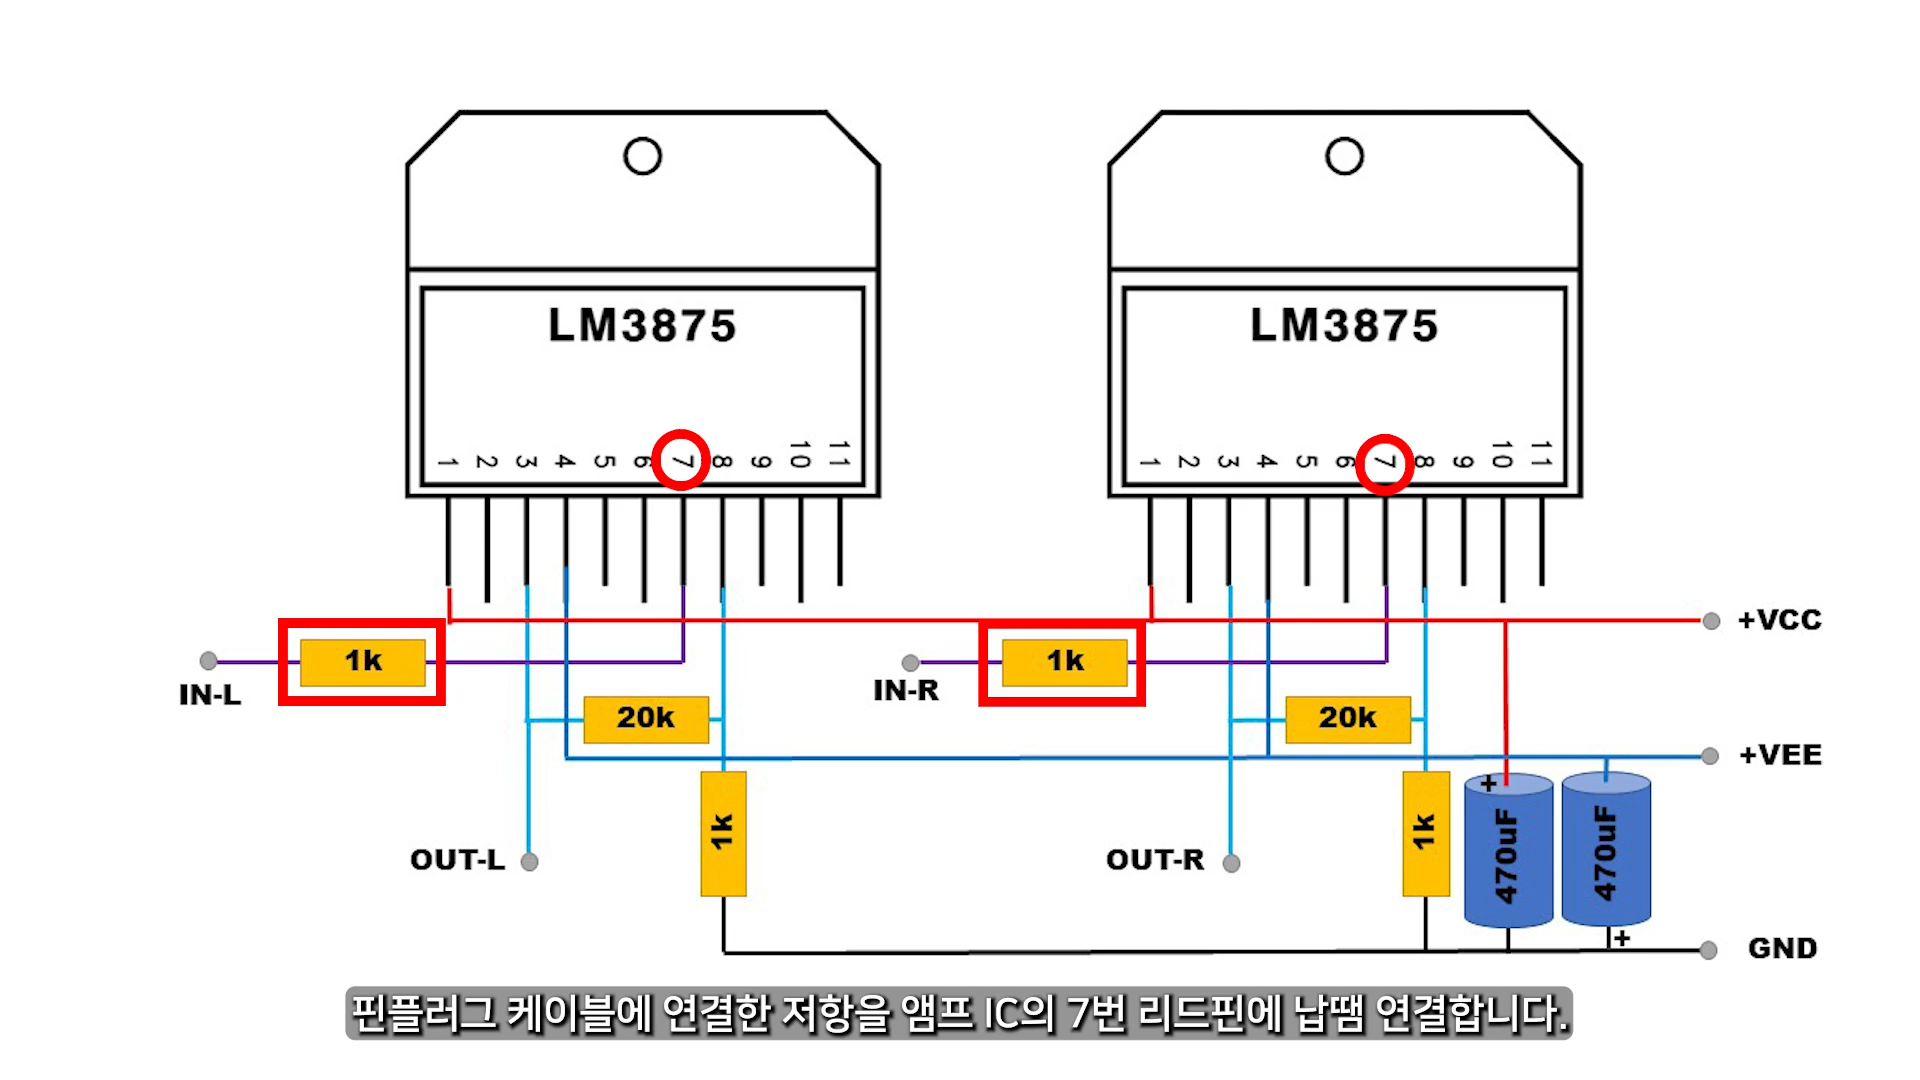 LM3875
LM3875
1 2 3 4 5 6 7 8 9 10 11
1 2 3 4 5 6 7 8 9 10 11
+VCC
1k
1k
IN-L
IN-R
20k
20k
+VEE
+
1k
1k
470uF
470uF
OUT-L
OUT-R
+
GND
핀플러그 케이블에 연결한 저항을 앰프 IC의 7번 리드핀에 납땜 연결합니다.